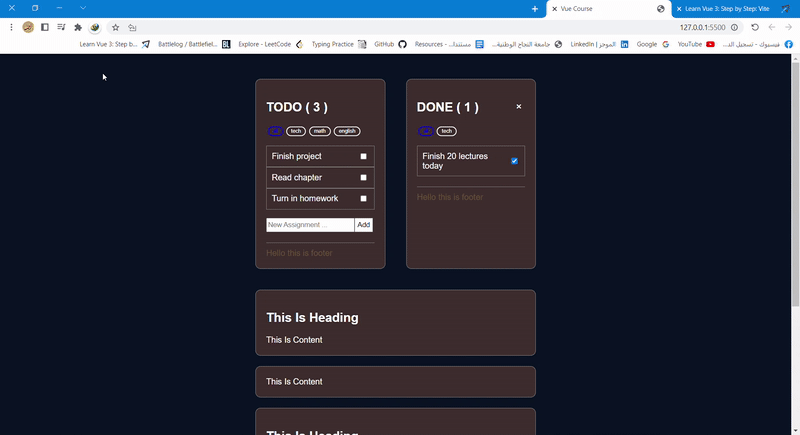 Vue Course
Learn Vue 3: Step by Step: Vite
127.0.0.1:5500
Learn Vue 3: Step b...
Battlelog / Battlefiel...
Explore - LeetCode
Typing Practice
GitHub
Resources - ...مستندا
جامعة النجاح الوطنية...
LinkedIn | الموجز
Google
YouTube
فيسبوك - تسجيل الد...
TODO ( 3 )
tech
math
english
Finish project
Read chapter
Turn in homework
New Assignment ...
Add
Hello this is footer
DONE ( 1 )
tech
Finish 20 lectures
today
Hello this is footer
This Is Heading
This Is Content
This Is Content
This Is Heading